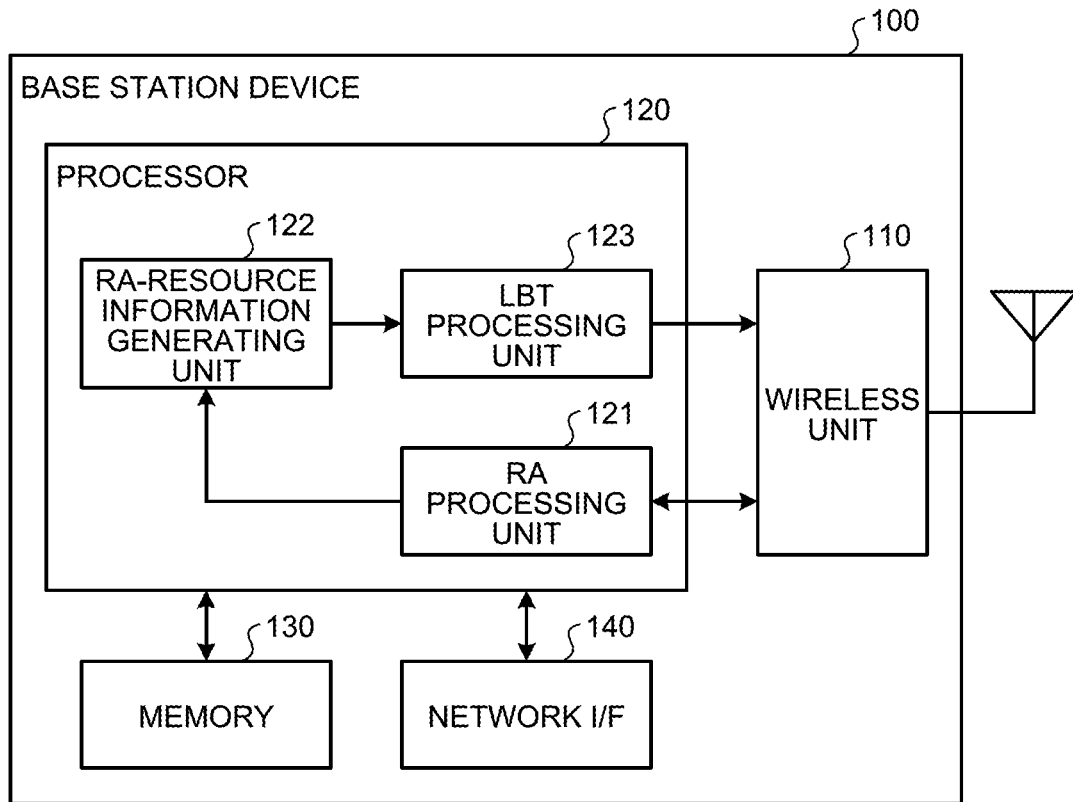 100
BASE STATION DEVICE
120
PROCESSOR
122
RA-RESOURCE
INFORMATION
GENERATING
UNIT
123
LBT
PROCESSING
UNIT
110
WIRELESS
UNIT
121
RA
PROCESSING
UNIT
130
MEMORY
140
NETWORK I/F